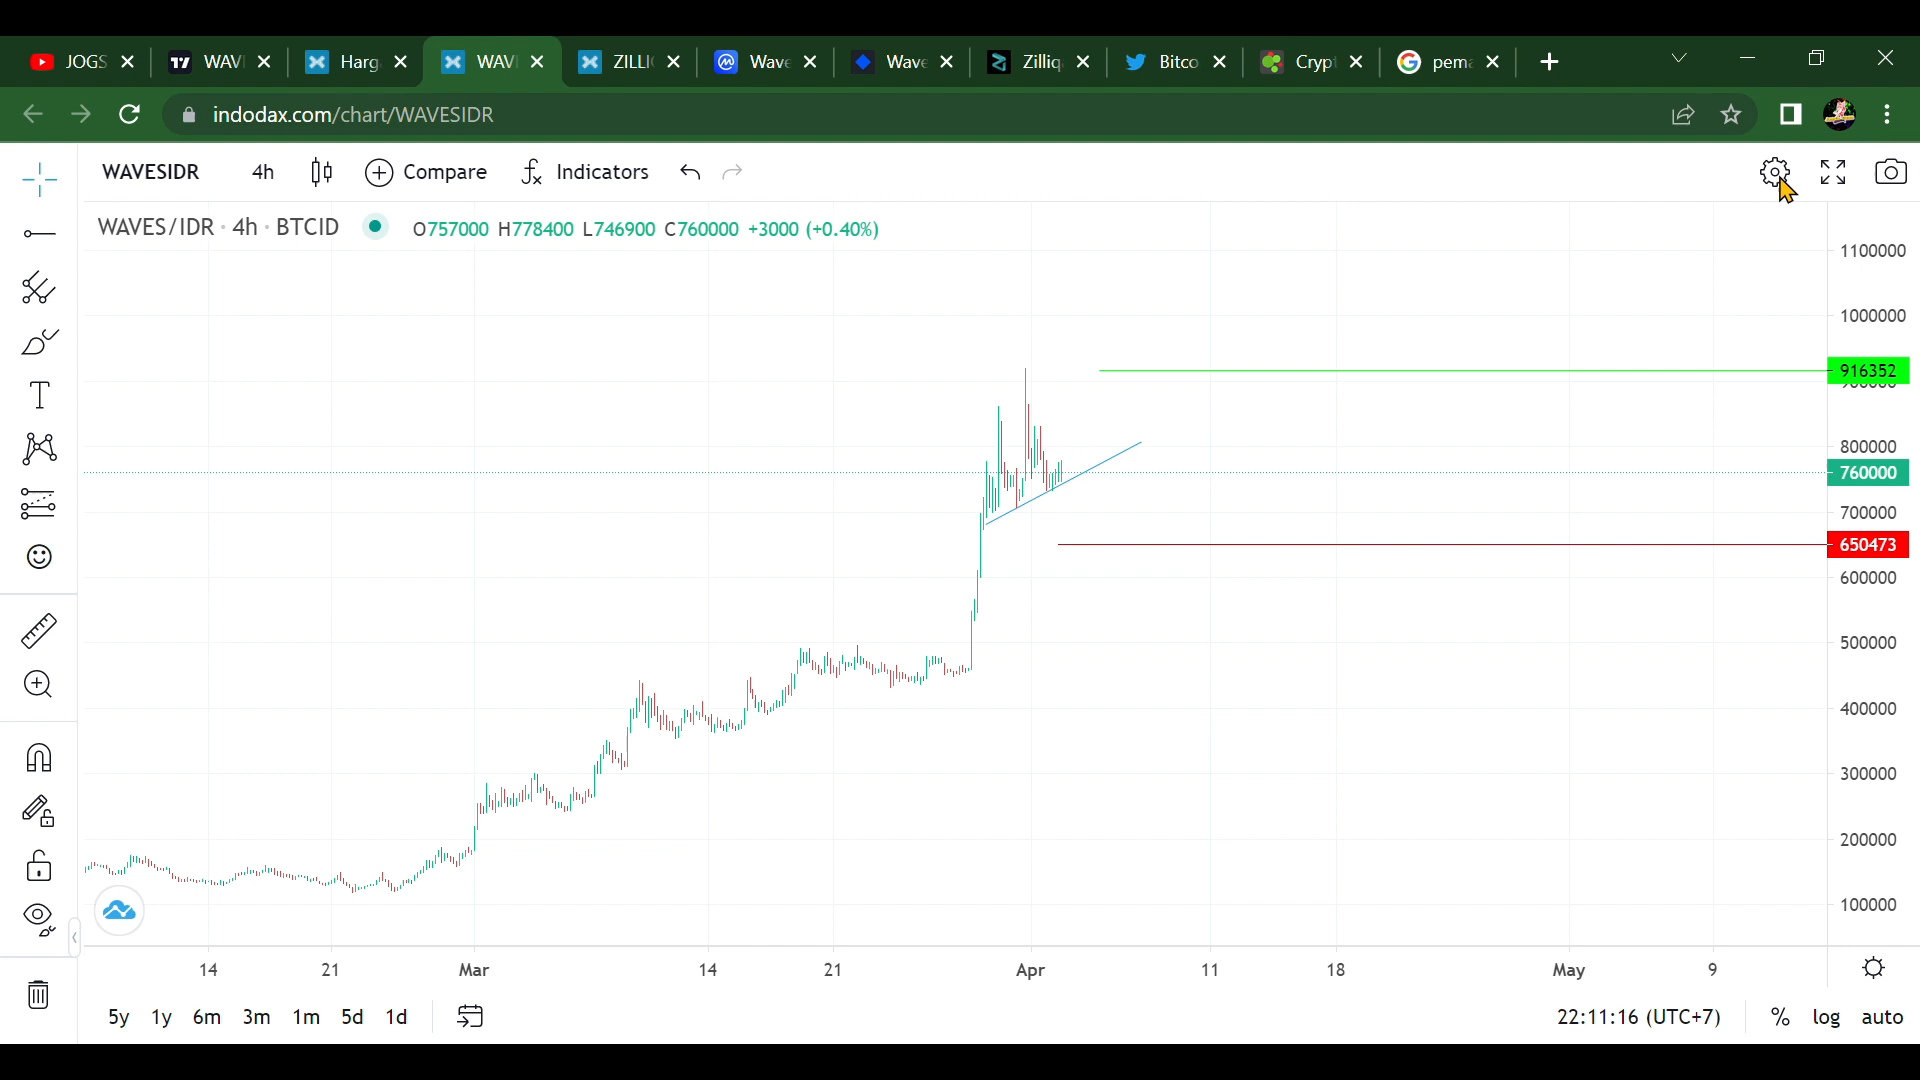 JOGS WAVI Harg WAVI ZILLI Wave Wave Zilliq Bitco Crypt pema
indodax.com/chart/WAVESIDR
WAVESIDR 4h Compare Indicators
WAVES/IDR · 4h · BTCID O757000 H778400 L746900 C760000 +3000 (+0.40%)
1100000
1000000
916352
800000
760000
700000
650473
600000
500000
400000
300000
200000
100000
14 21 Mar 14 21 Apr 11 18 May 9
5y 1y 6m 3m 1m 5d 1d 22:11:16 (UTC+7) % log auto